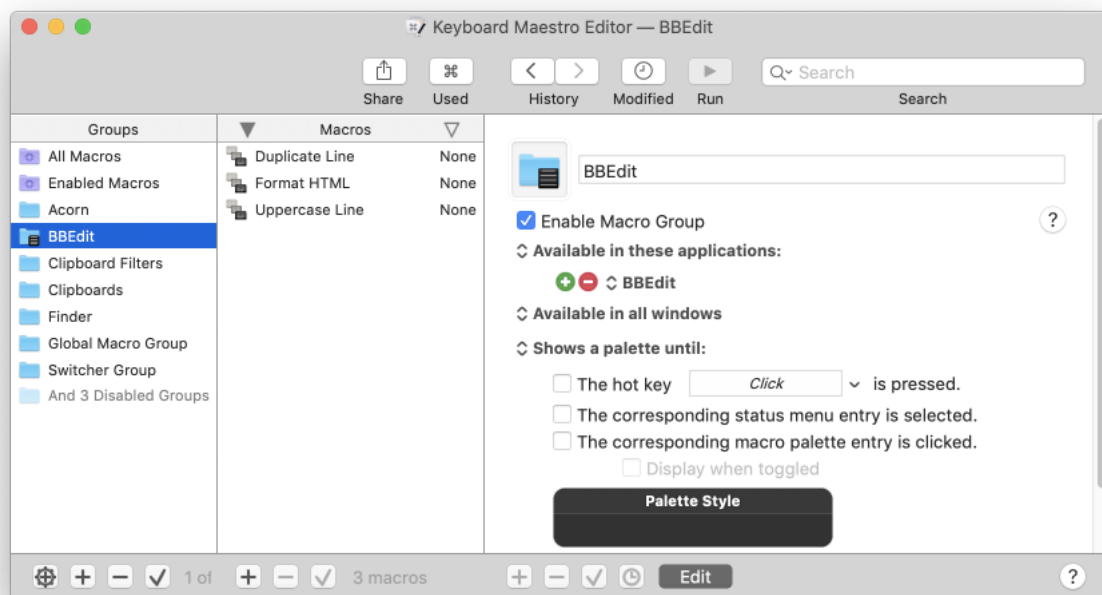 Keyboard Maestro Editor — BBEdit
Share Used History Modified Run Search
Search
Groups
All Macros
Enabled Macros
Acorn
BBEdit
Clipboard Filters
Clipboards
Finder
Global Macro Group
Switcher Group
And 3 Disabled Groups
1 of
Macros
Duplicate Line None
Format HTML None
Uppercase Line None
3 macros
BBEdit
Enable Macro Group
?
Available in these applications:
BBEdit
Available in all windows
Shows a palette until:
The hot key Click is pressed.
The corresponding status menu entry is selected.
The corresponding macro palette entry is clicked.
Display when toggled
Palette Style
Edit
?